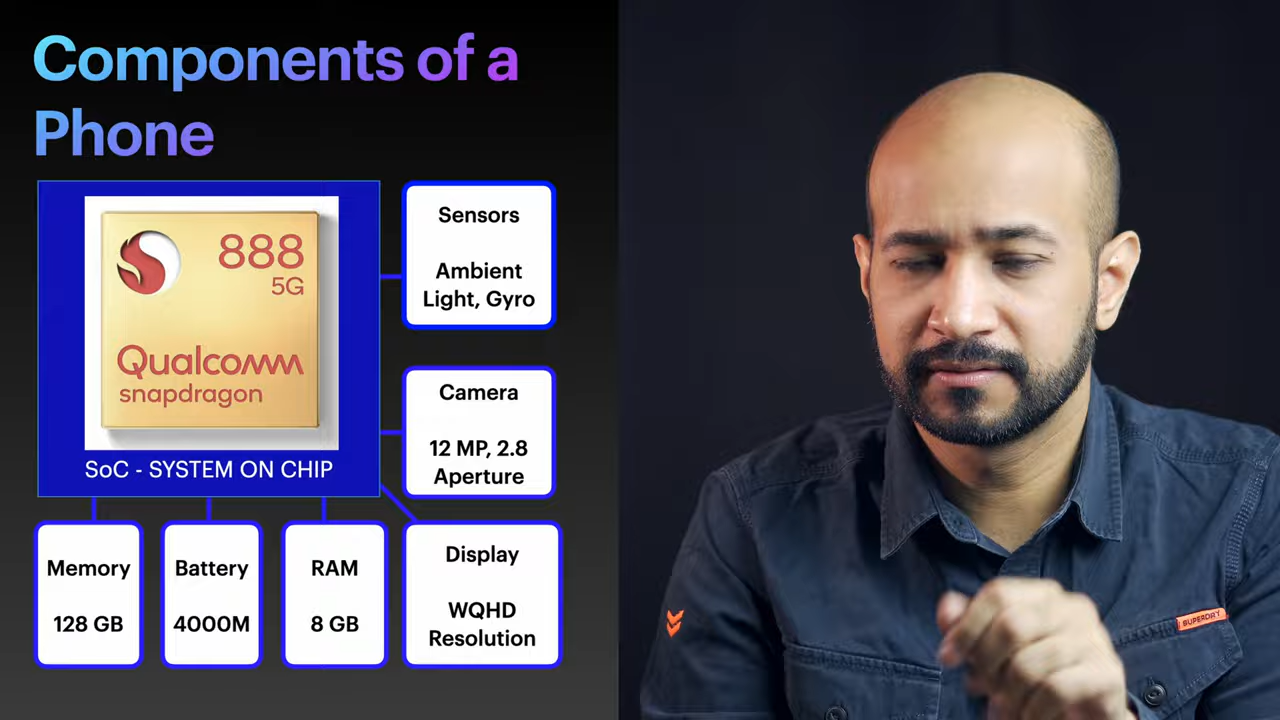 Components of a
Phone
888
5G
Qualcomm
snapdragon
SoC - SYSTEM ON CHIP
Sensors
Ambient
Light, Gyro
Camera
12 MP, 2.8
Aperture
Memory
128 GB
Battery
4000M
RAM
8 GB
Display
WQHD
Resolution
SUPERDRY